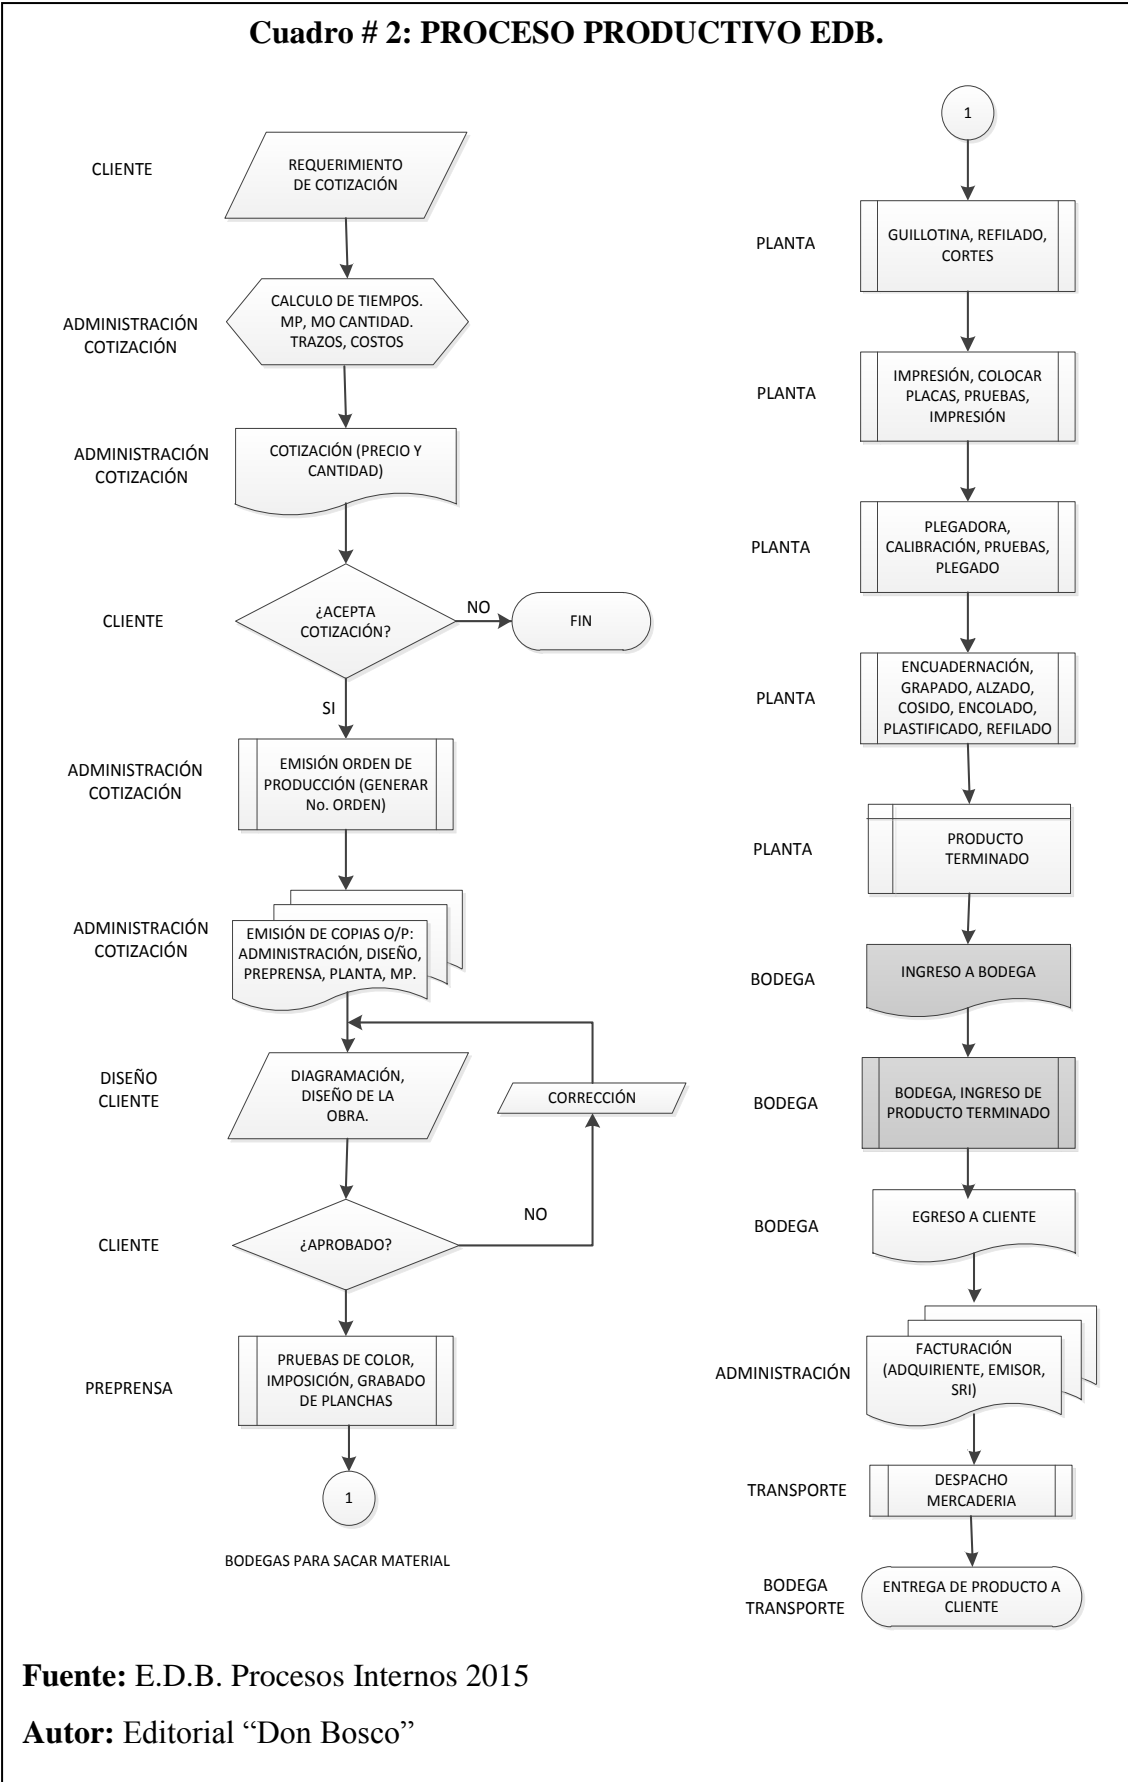 Cuadro # 2: PROCESO PRODUCTIVO EDB.
CLIENTE
REQUERIMIENTO
DE COTIZACIÓN
ADMINISTRACIÓN
COTIZACIÓN
CALCULO DE TIEMPOS.
MP, MO CANTIDAD.
TRAZOS, COSTOS
ADMINISTRACIÓN
COTIZACIÓN
COTIZACIÓN (PRECIO Y
CANTIDAD)
CLIENTE
¿ACEPTA
COTIZACIÓN?
NO
FIN
SI
ADMINISTRACIÓN
COTIZACIÓN
EMISIÓN ORDEN DE
PRODUCCIÓN (GENERAR
No. ORDEN)
ADMINISTRACIÓN
COTIZACIÓN
EMISIÓN DE COPIAS O/P:
ADMINISTRACIÓN, DISEÑO,
PREPRENSA, PLANTA, MP.
DISEÑO
CLIENTE
DIAGRAMACIÓN,
DISEÑO DE LA
OBRA.
CORRECCIÓN
CLIENTE
¿APROBADO?
NO
PREPRENSA
PRUEBAS DE COLOR,
IMPOSICIÓN, GRABADO
DE PLANCHAS
1
BODEGAS PARA SACAR MATERIAL
1
PLANTA
GUILLOTINA, REFILADO,
CORTES
PLANTA
IMPRESIÓN, COLOCAR
PLACAS, PRUEBAS,
IMPRESIÓN
PLANTA
PLEGADORA,
CALIBRACIÓN, PRUEBAS,
PLEGADO
PLANTA
ENCUADERNACIÓN,
GRAPADO, ALZADO,
COSIDO, ENCOLADO,
PLASTIFICADO, REFILADO
PLANTA
PRODUCTO
TERMINADO
BODEGA
INGRESO A BODEGA
BODEGA
BODEGA, INGRESO DE
PRODUCTO TERMINADO
BODEGA
EGRESO A CLIENTE
ADMINISTRACIÓN
FACTURACIÓN
(ADQUIRIENTE, EMISOR,
SRI)
TRANSPORTE
DESPACHO
MERCADERIA
BODEGA
TRANSPORTE
ENTREGA DE PRODUCTO A
CLIENTE
Fuente: E.D.B. Procesos Internos 2015
Autor: Editorial “Don Bosco”